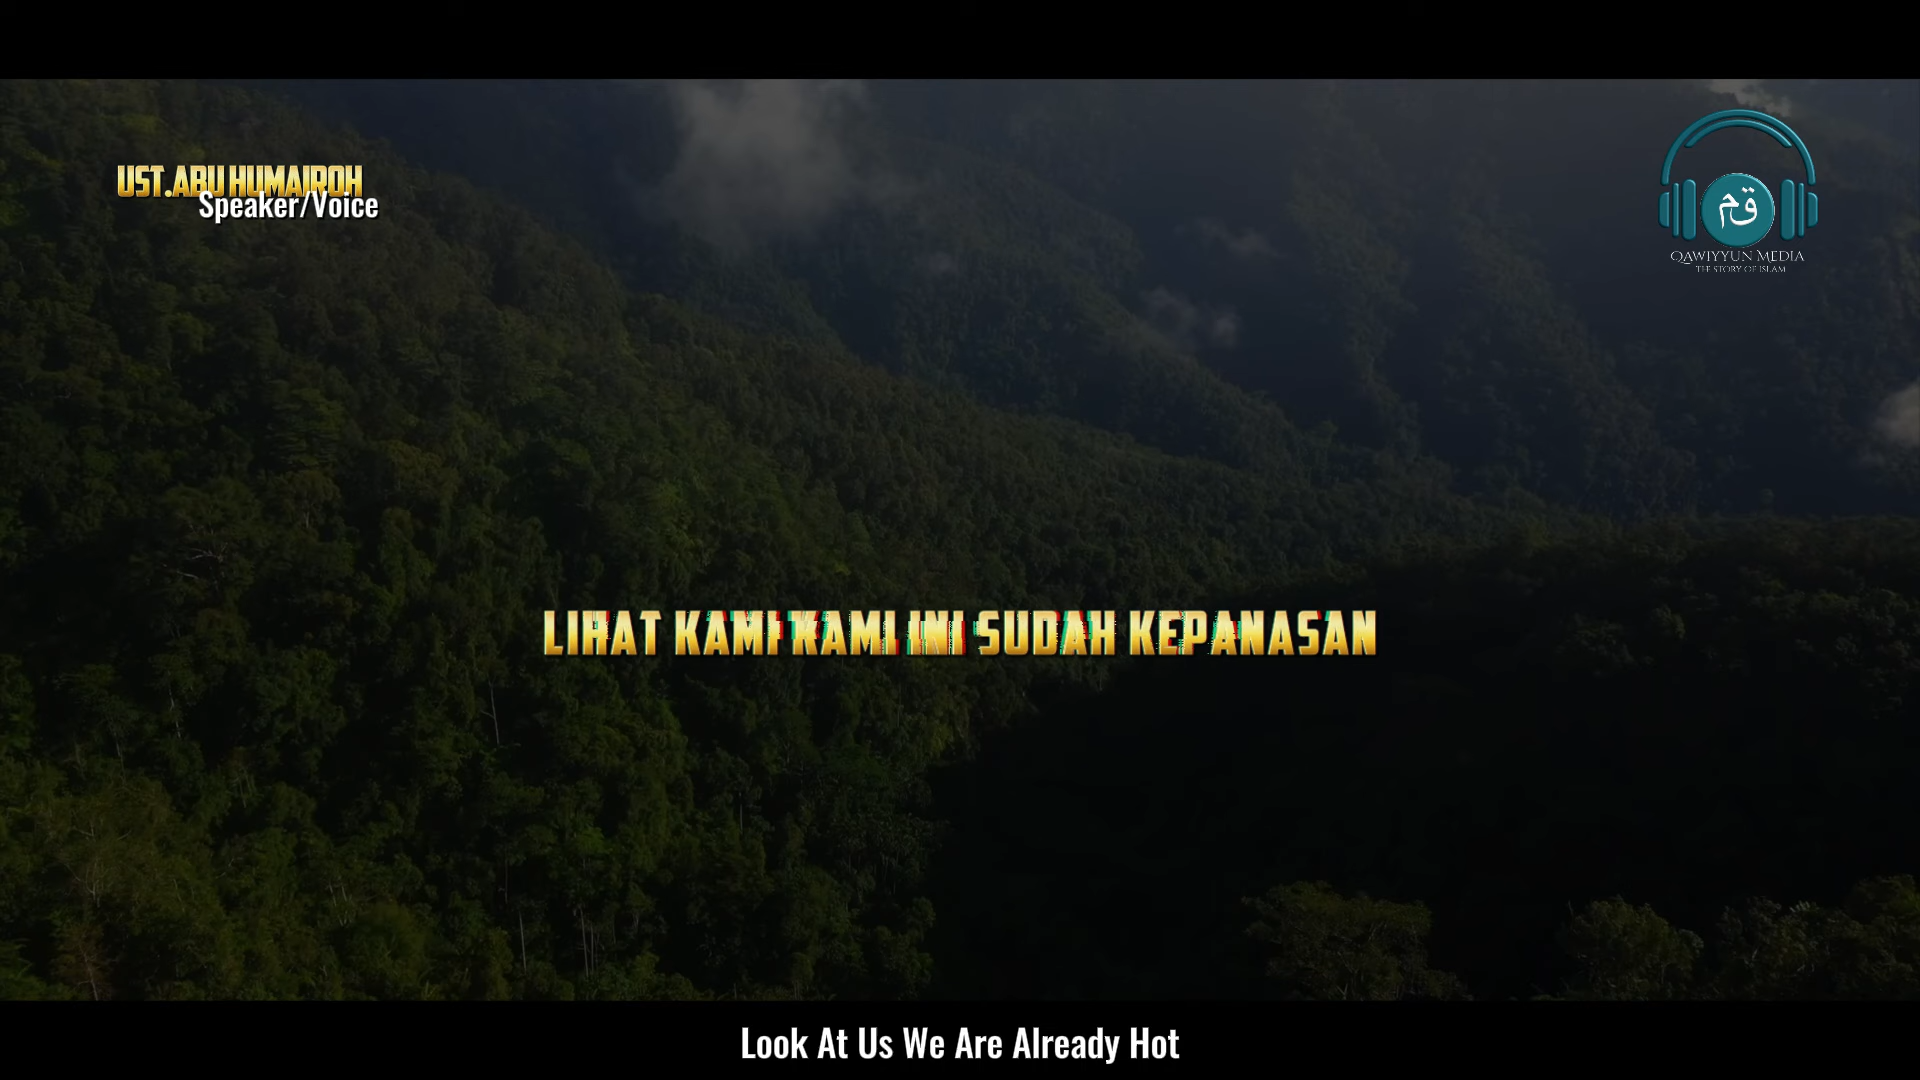 UST.ABU HUMAIROH
Speaker/Voice
قم
QAWIYYUN MEDIA
THE STORY OF ISLAM
LIHAT KAMI KAMI INI SUDAH KEPANASAN
Look At Us We Are Already Hot